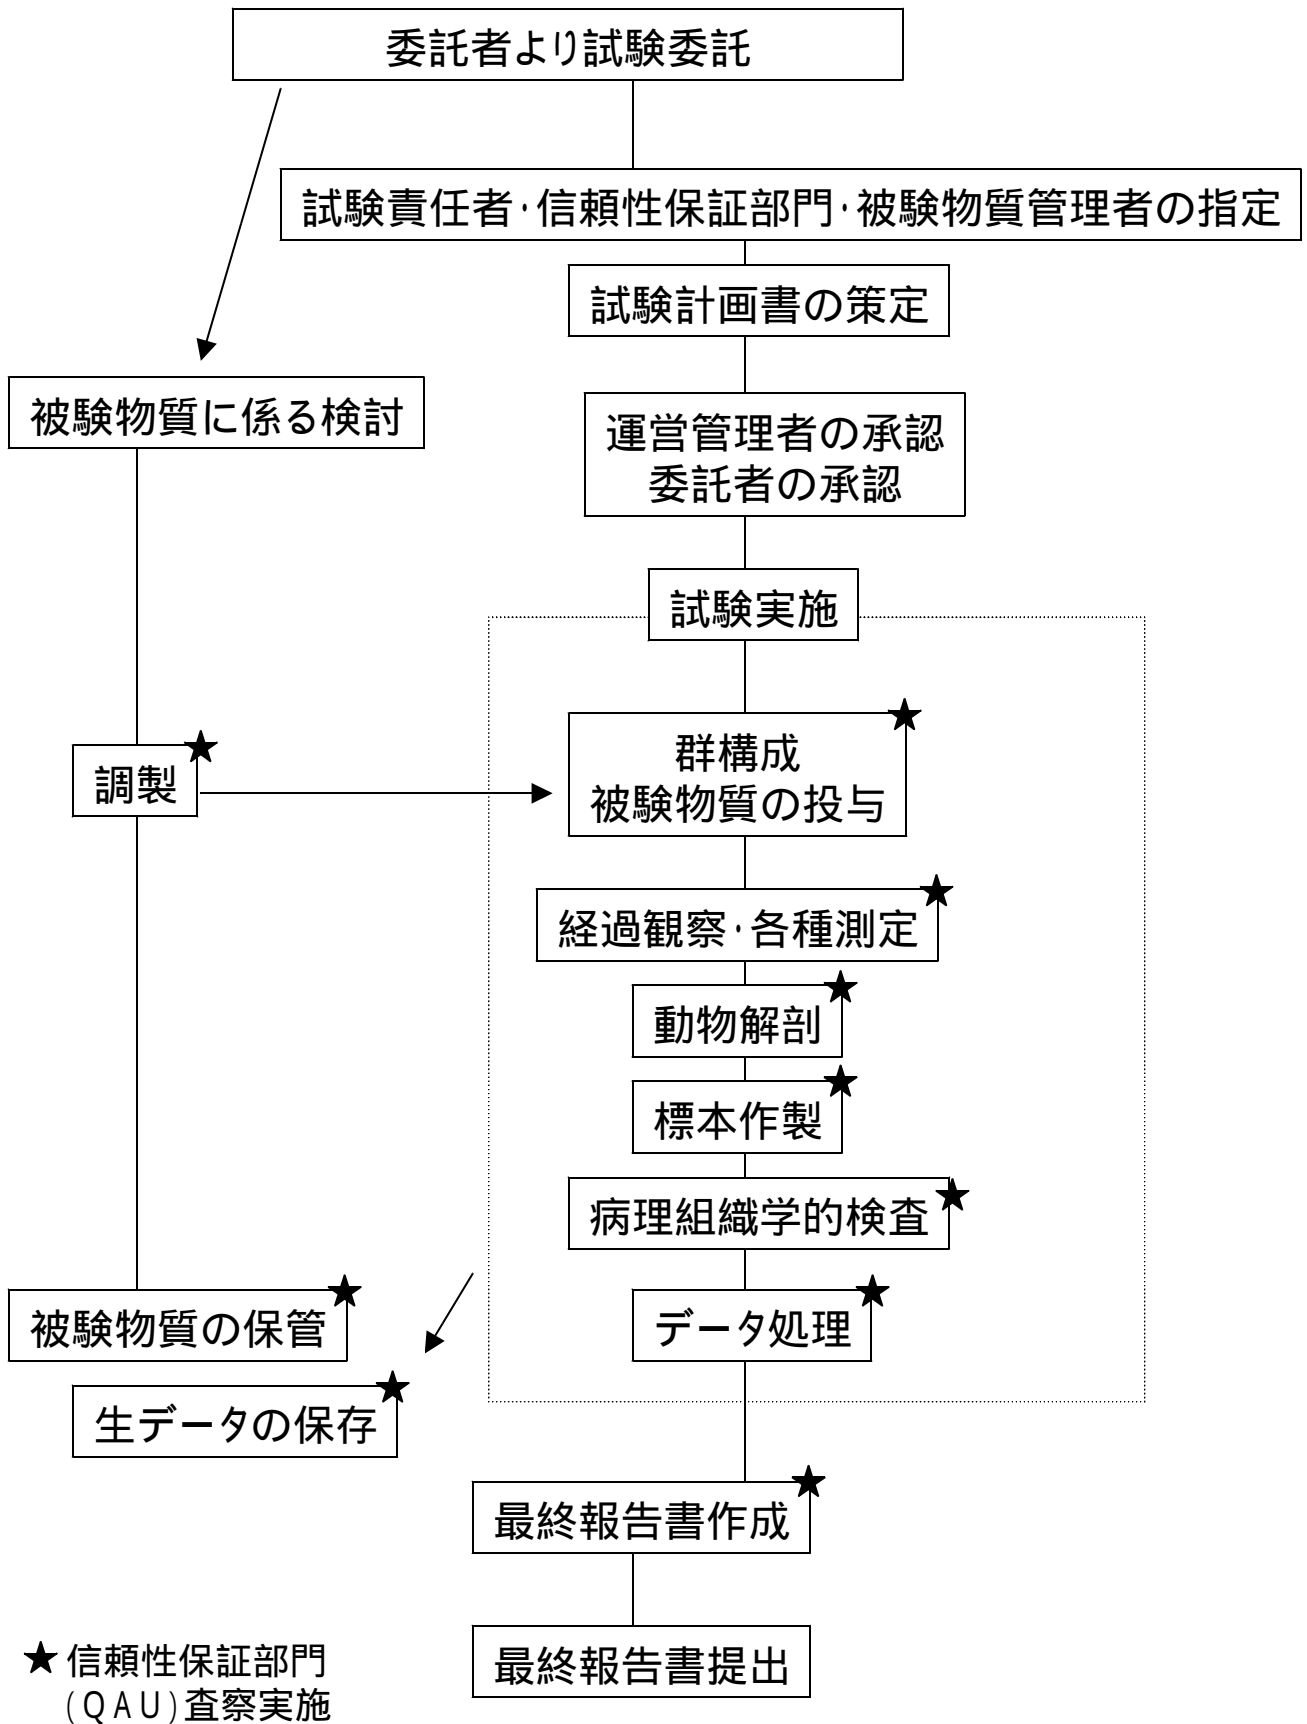 委託者より試験委託
試験責任者・信頼性保証部門・被験物質管理者の指定
試験計画書の策定
被験物質に係る検討
運営管理者の承認
委託者の承認
試験実施
群構成
被験物質の投与
調製
経過観察・各種測定
動物解剖
標本作製
病理組織学的検査
被験物質の保管
データ処理
生データの保存
最終報告書作成
最終報告書提出
★ 信頼性保証部門
(QAU)査察実施